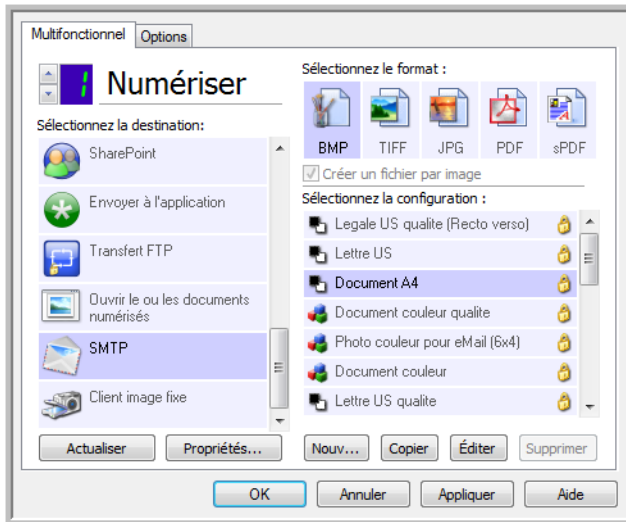 Multifonctionnel
Options
1
Numériser
Sélectionnez la destination:
SharePoint
Envoyer à l'application
Transfert FTP
Ouvrir le ou les documents
numérisés
SMTP
Client image fixe
Actualiser
Propriétés...
Sélectionnez le format :
BMP
TIFF
JPG
PDF
sPDF
Créer un fichier par image
Sélectionnez la configuration :
Legale US qualite (Recto verso)
Lettre US
Document A4
Document couleur qualite
Photo couleur pour eMail (6x4)
Document couleur
Lettre US qualite
Nouv...
Copier
Éditer
Supprimer
OK
Annuler
Appliquer
Aide